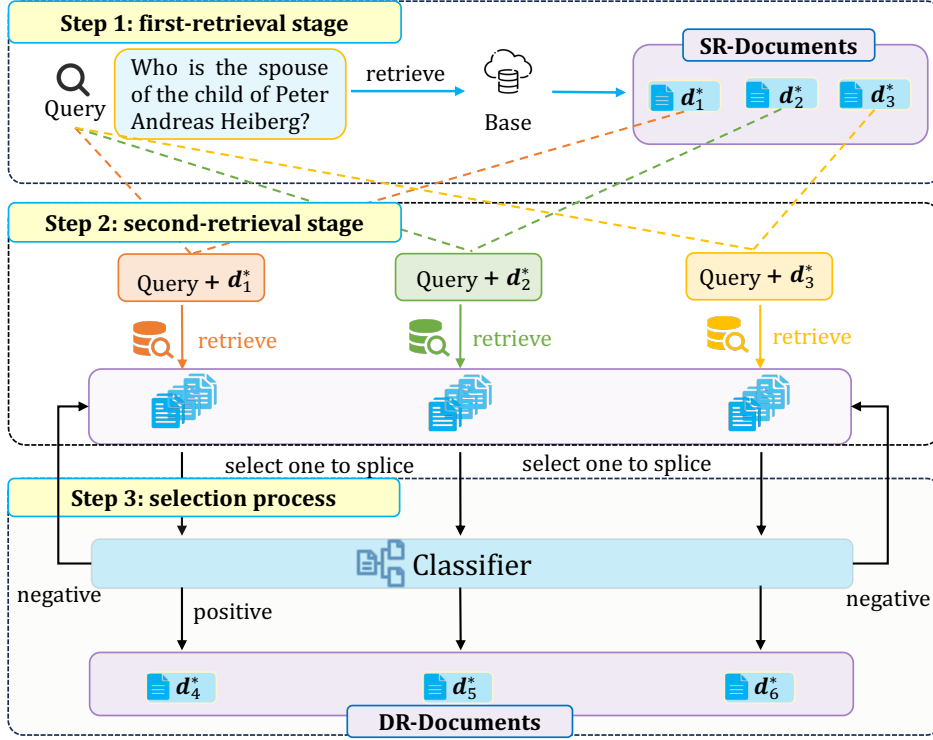 Step 1: first-retrieval stage
SR-Documents
Query
Who is the spouse
of the child of Peter
Andreas Heiberg?
retrieve
Base
d₁*
d₂*
d₃*
Step 2: second-retrieval stage
Query + d₁*
Query + d₂*
Query + d₃*
retrieve
retrieve
retrieve
select one to splice
select one to splice
Step 3: selection process
Classifier
negative
positive
negative
d₄*
d₅*
d₆*
DR-Documents